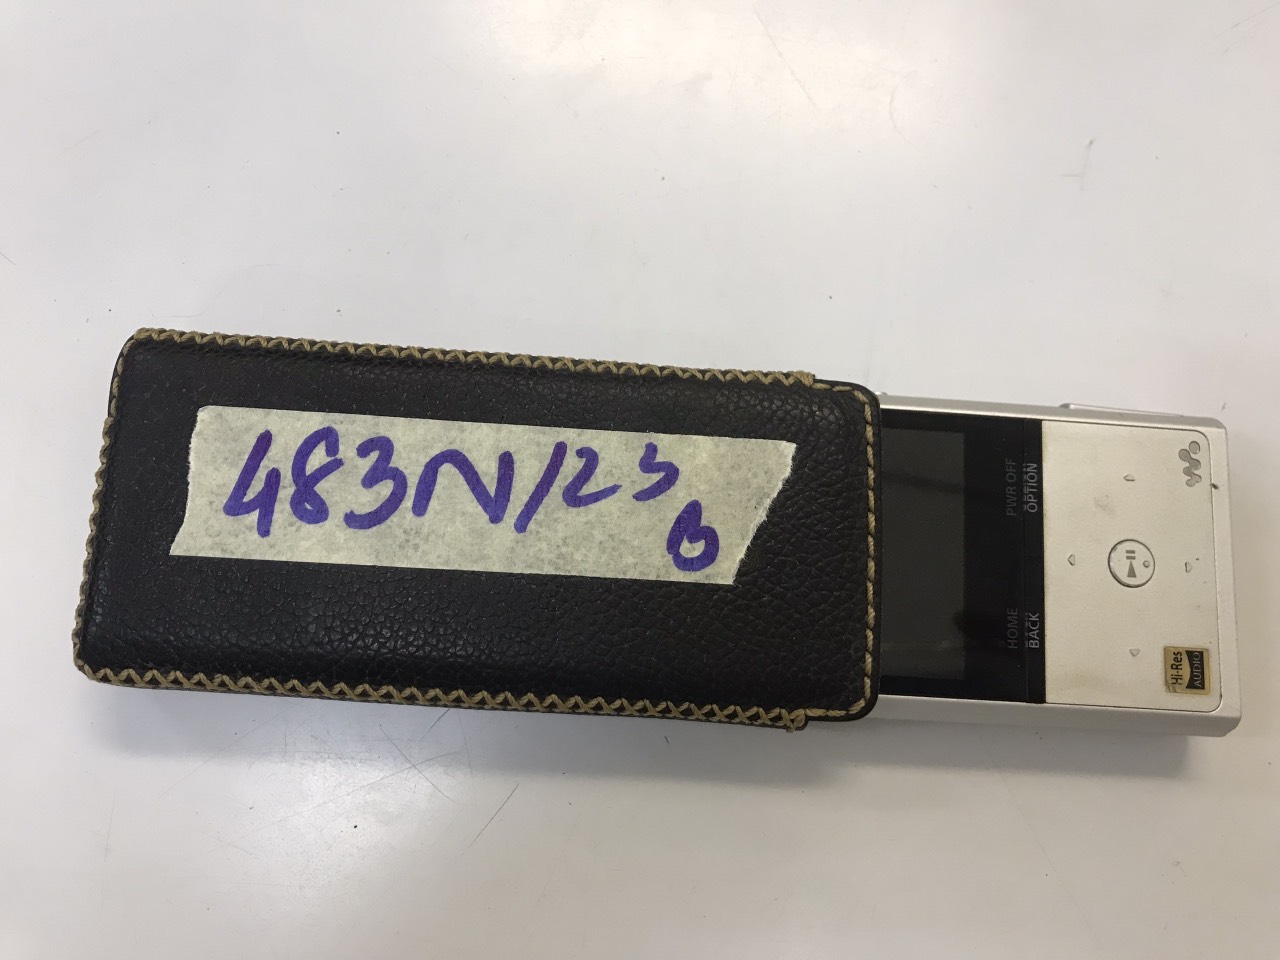 483N/23
B
PWR OFF
OPTION
HOME
BACK
Hi-Res
AUDIO